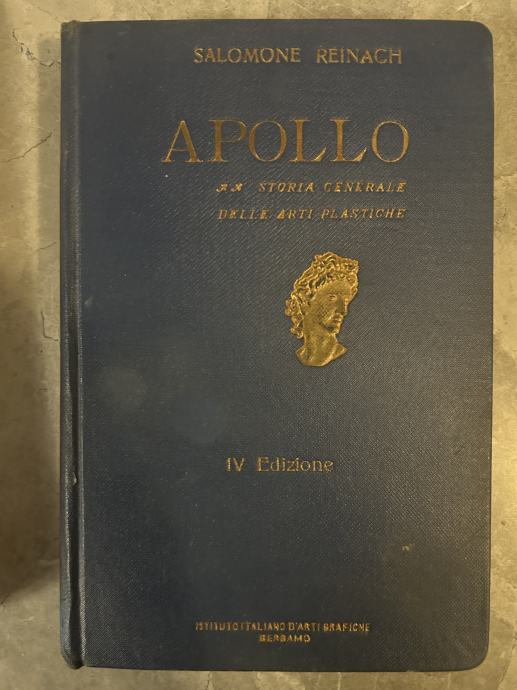 SALOMONE REINACH
APOLLO
STORIA GENERALE
DELLE ARTI PLASTICHE
IV Edizione
ISTITUTO ITALIANO D'ARTI GRAFICHE
BERGAMO